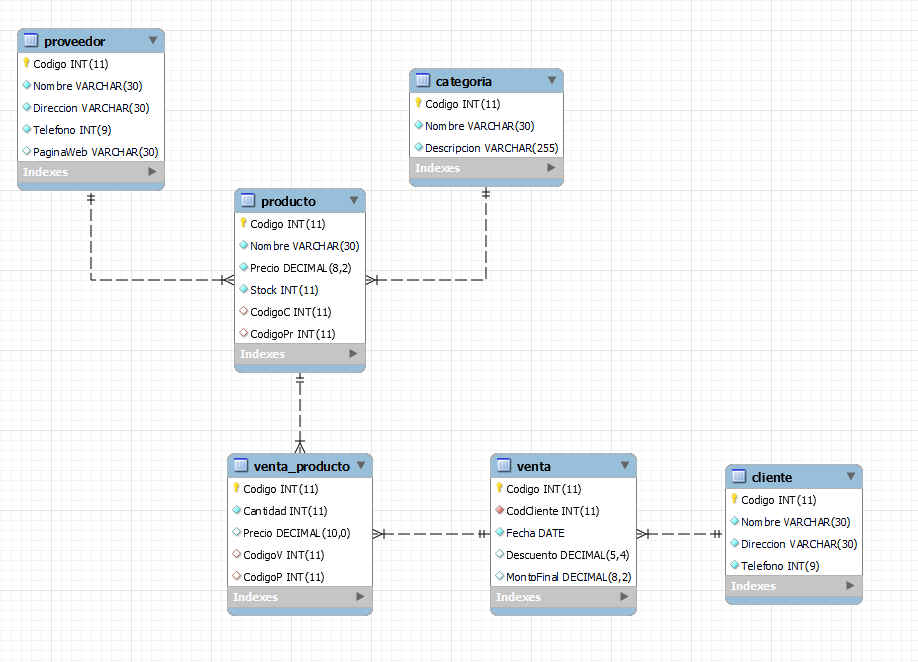 proveedor
Codigo INT(11)
Nombre VARCHAR(30)
Direccion VARCHAR(30)
Telefono INT(9)
PaginaWeb VARCHAR(30)
Indexes
categoria
Codigo INT(11)
Nombre VARCHAR(30)
Descripcion VARCHAR(255)
Indexes
producto
Codigo INT(11)
Nombre VARCHAR(30)
Precio DECIMAL(8,2)
Stock INT(11)
CodigoC INT(11)
CodigoPr INT(11)
Indexes
venta_producto
Codigo INT(11)
Cantidad INT(11)
Precio DECIMAL(10,0)
CodigoV INT(11)
CodigoP INT(11)
Indexes
venta
Codigo INT(11)
CodCliente INT(11)
Fecha DATE
Descuento DECIMAL(5,4)
MontoFinal DECIMAL(8,2)
Indexes
cliente
Codigo INT(11)
Nombre VARCHAR(30)
Direccion VARCHAR(30)
Telefono INT(9)
Indexes